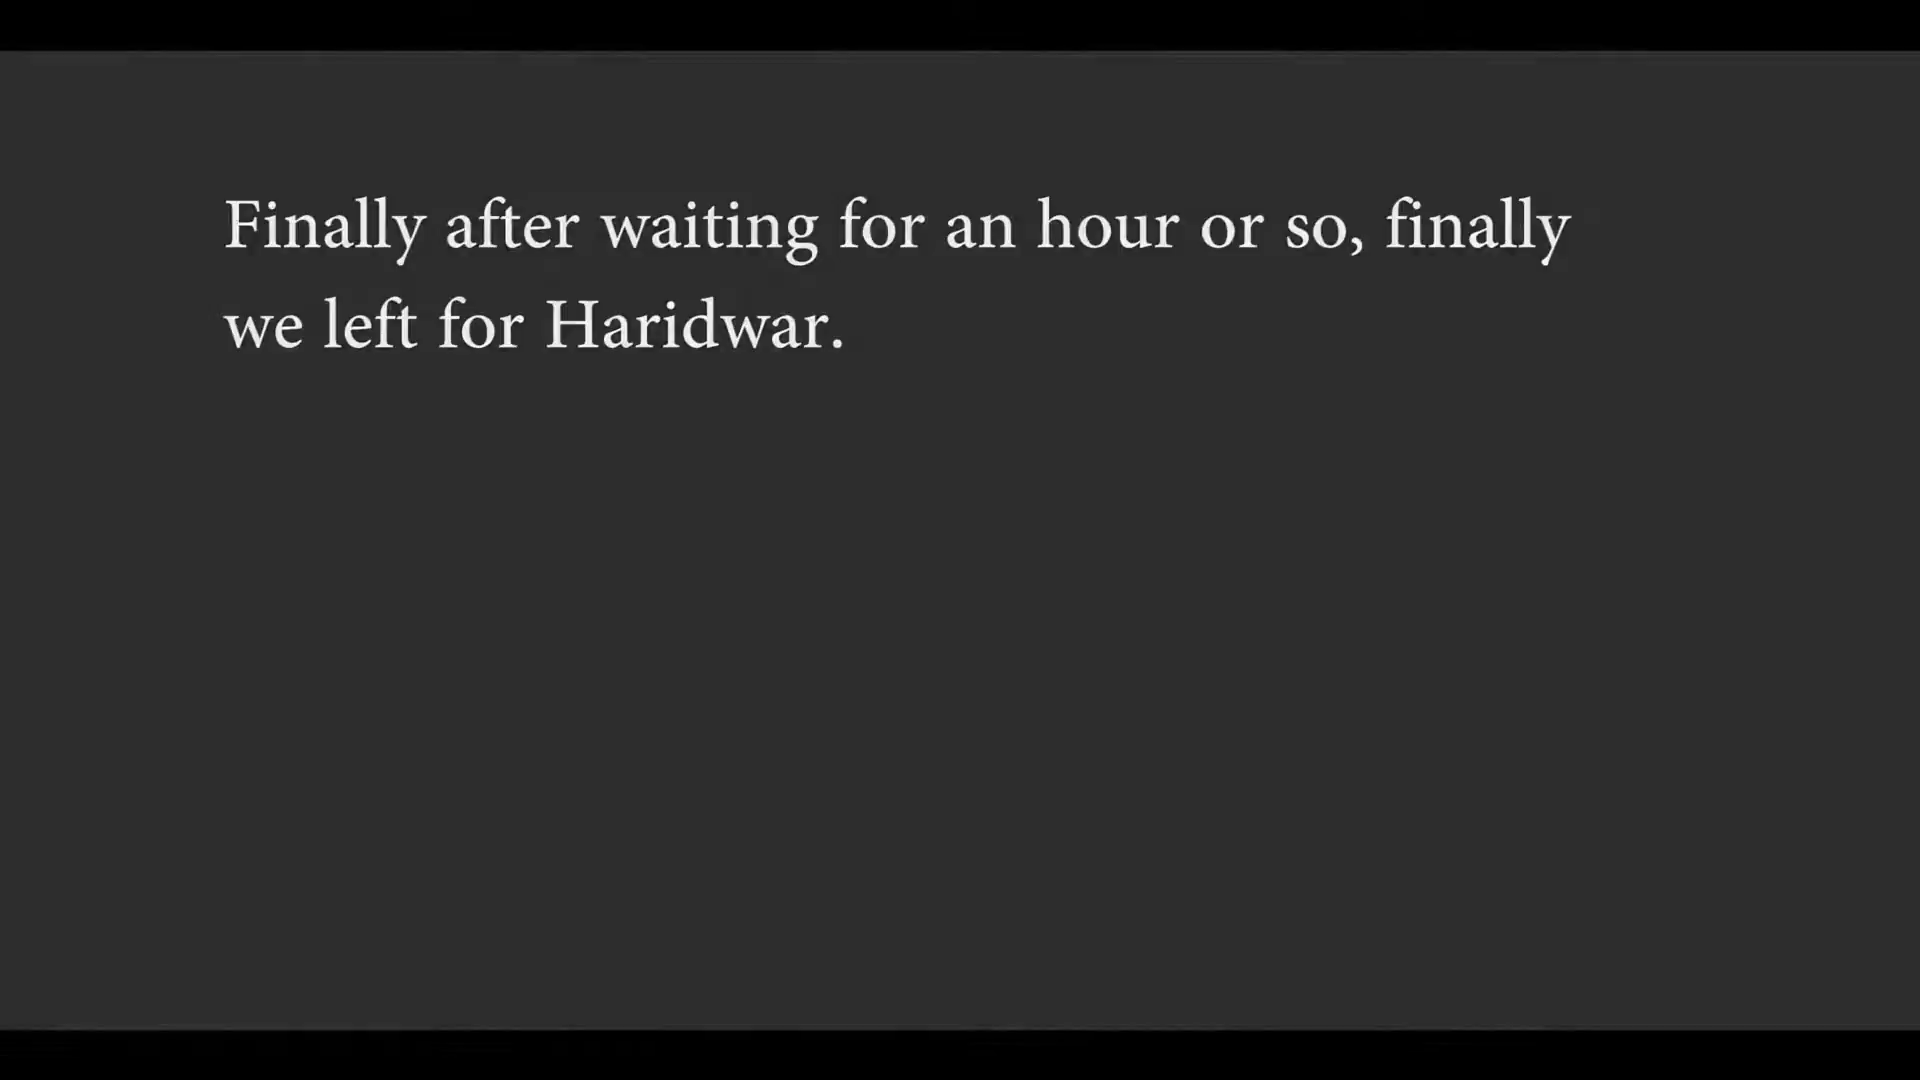 Finally after waiting for an hour or so, finally
we left for Haridwar.